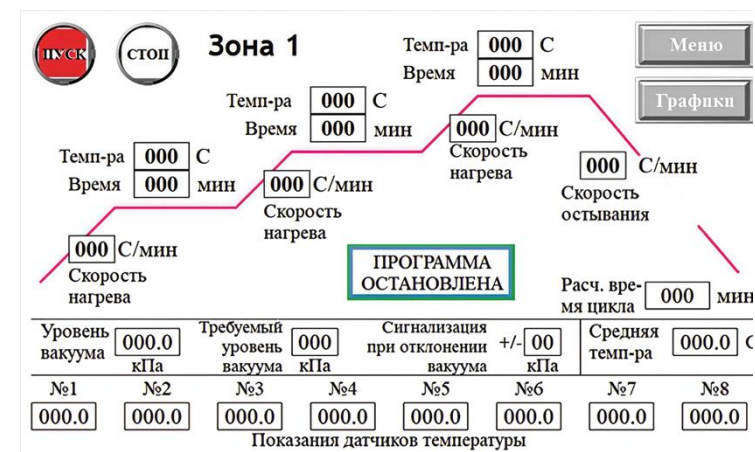 ПУСК СТОП Зона 1 Темп-ра 000 С Меню
Время 000 мин
Темп-ра 000 С Графики
Время 000 мин 000 С/мин
Скорость
нагрева
Темп-ра 000 С 000 С/мин
Время 000 мин 000 С/мин Скорость
остывания
Скорость
нагрева
000 С/мин
Скорость
нагрева
ПРОГРАММА
ОСТАНОВЛЕНА
Расч. вре-
мя цикла 000 мин
Уровень
вакуума 000.0
кПа
Требуемый
уровень
вакуума 000
кПа
Сигнализация
при отклонении
вакуума +/- 00
кПа
Средняя
темп-ра 000.0 С
№1 №2 №3 №4 №5 №6 №7 №8
000.0 000.0 000.0 000.0 000.0 000.0 000.0 000.0
Показания датчиков температуры